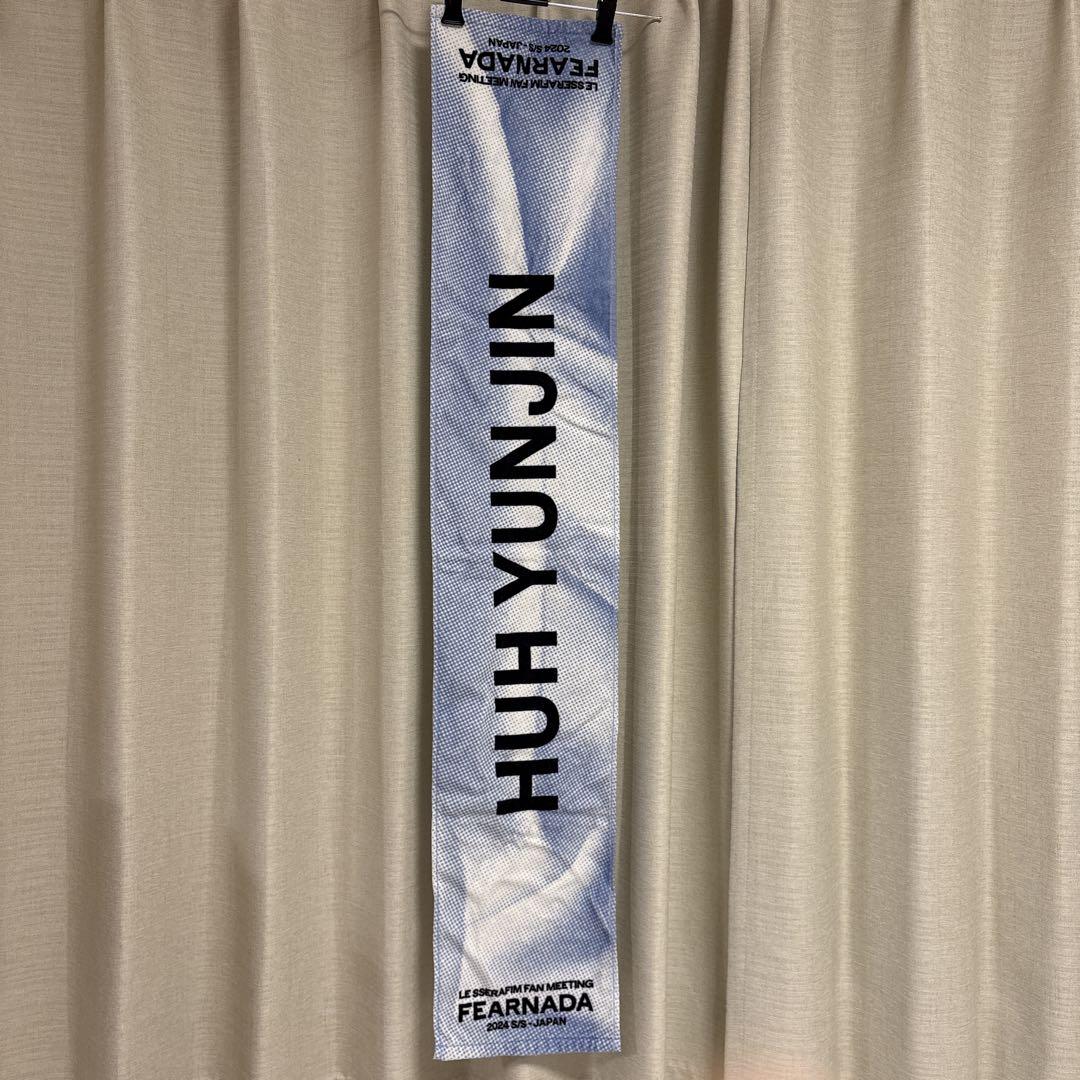 LE SSERAFIM FAN MEETING
FEARNADA
2024 S/S - JAPAN
HUH YUNJIN
LE SSERAFIM FAN MEETING
FEARNADA
2024 S/S - JAPAN